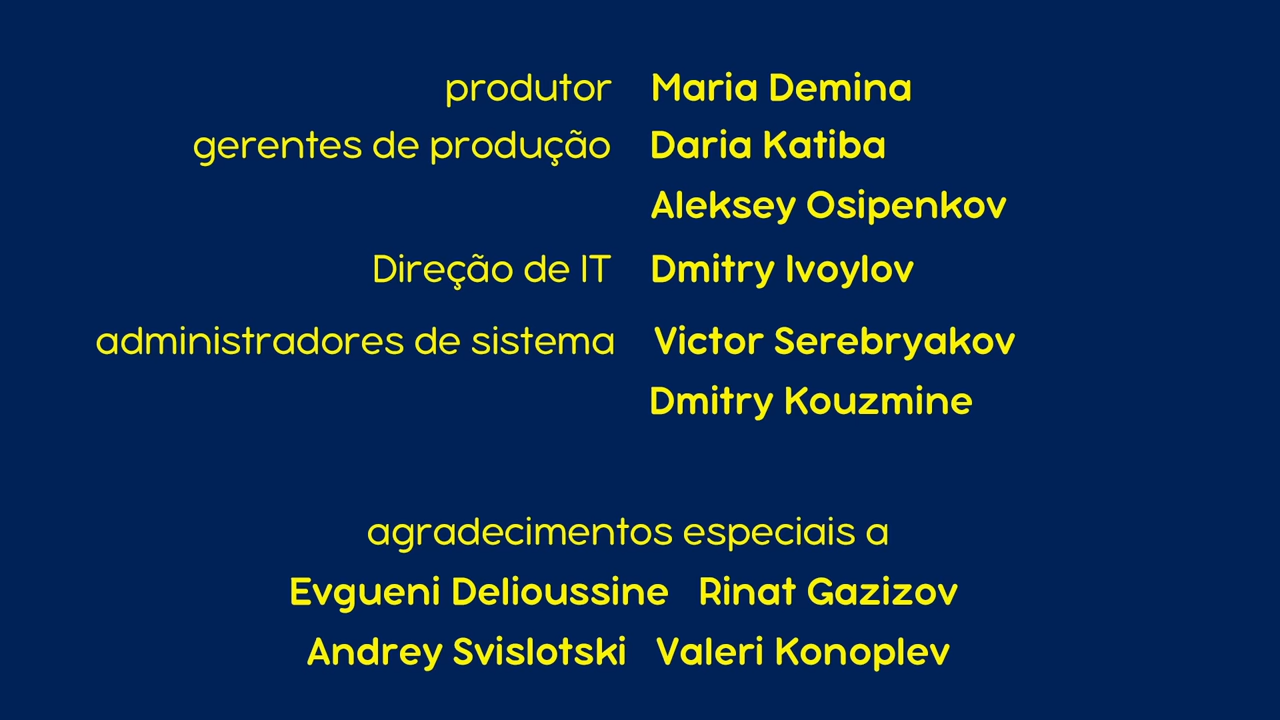 produtor Maria Demina
gerentes de produção Daria Katiba
Aleksey Osipenkov
Direção de IT Dmitry Ivoylov
administradores de sistema Victor Serebryakov
Dmitry Kouzmine
agradecimentos especiais a
Evgueni Delioussine Rinat Gazizov
Andrey Svislotski Valeri Konoplev